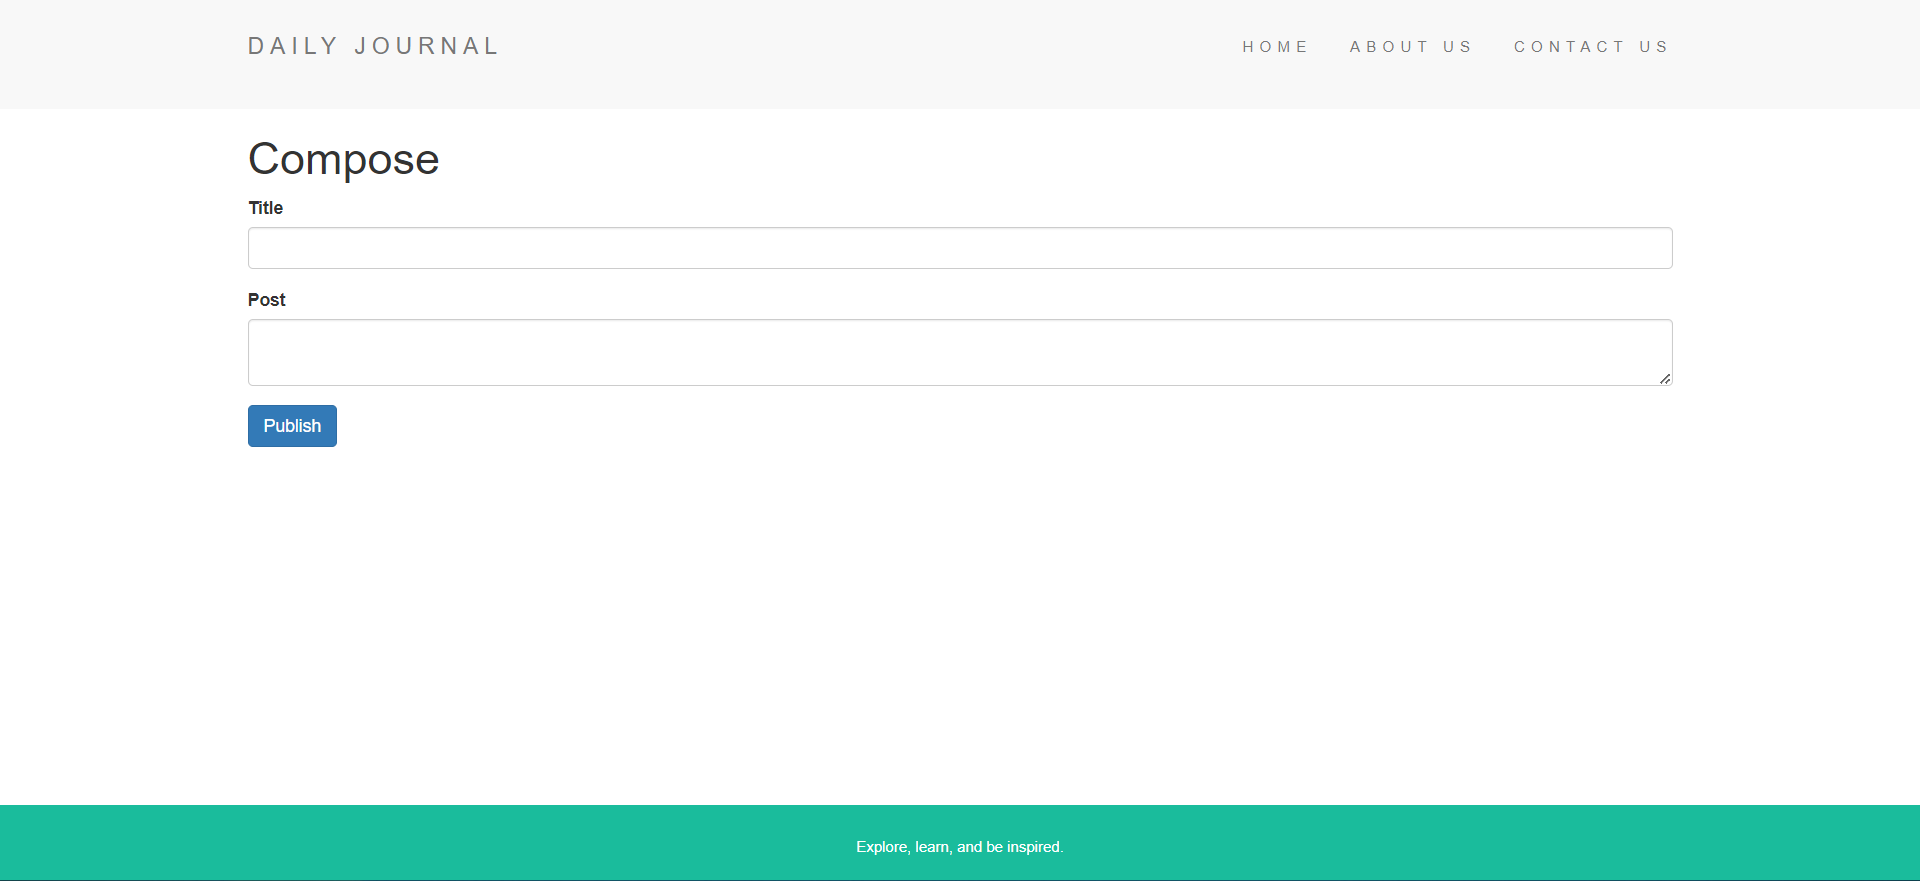 DAILY JOURNAL
HOME ABOUT US CONTACT US
Compose
Title
Post
Publish
Explore, learn, and be inspired.